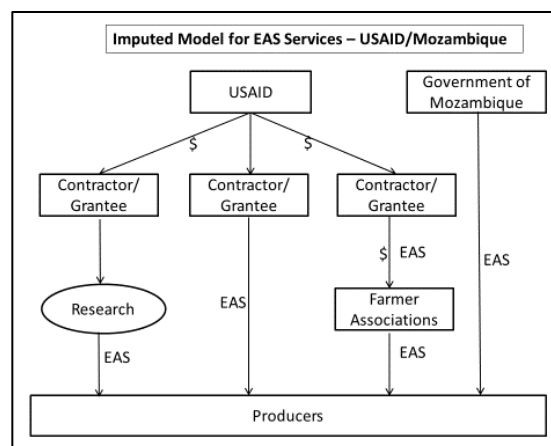 Imputed Model for EAS Services – USAID/Mozambique
USAID
Government of
Mozambique
$
$
Contractor/
Grantee
Contractor/
Grantee
Contractor/
Grantee
$ EAS
EAS
EAS
Research
Farmer
Associations
EAS
EAS
Producers